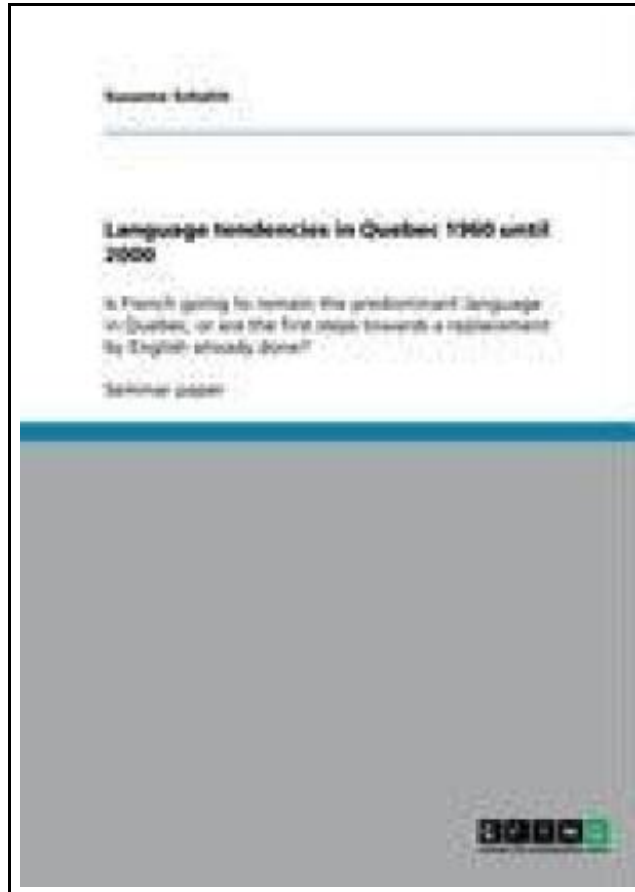 Susanne
Language tendencies in Quebec 1960 until
2000
Is French going to remain the predominant language
in Quebec, or are the first steps towards a replacement
by English already done?
Seminar paper